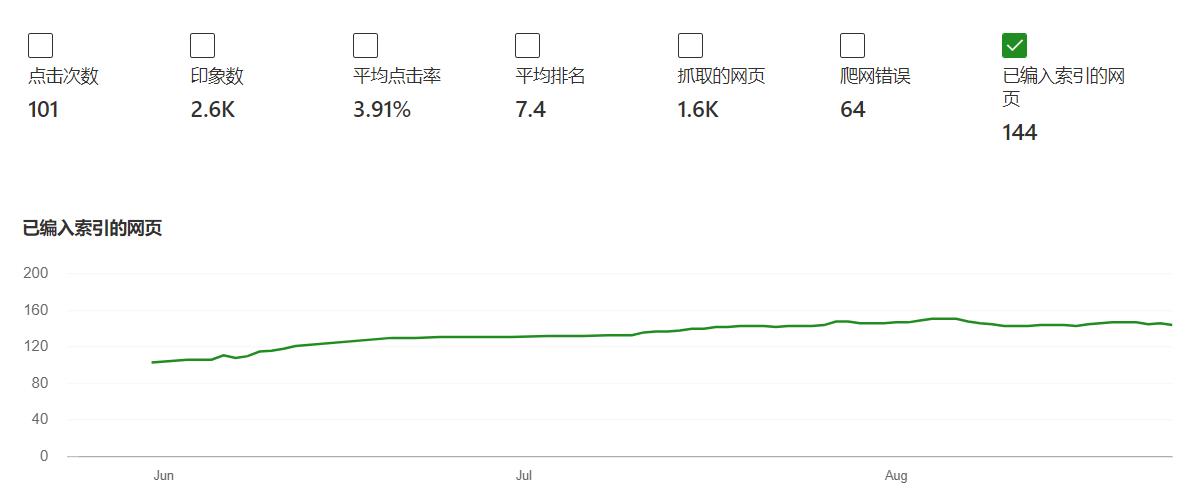 点击次数
101
印象数
2.6K
平均点击率
3.91%
平均排名
7.4
抓取的网页
1.6K
爬网错误
64
已编入索引的网
页
144
已编入索引的网页
200
160
120
80
40
0
Jun
Jul
Aug